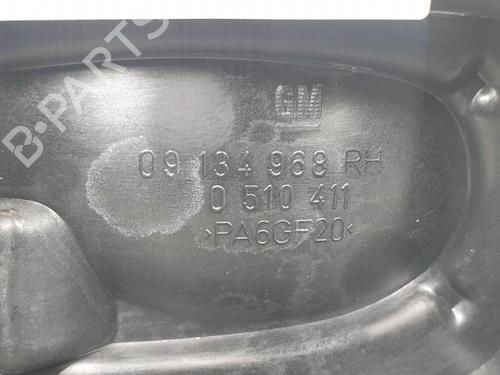 B-PARTS
GM
09 134 968 RH
0 510 411
>PA6GF20<